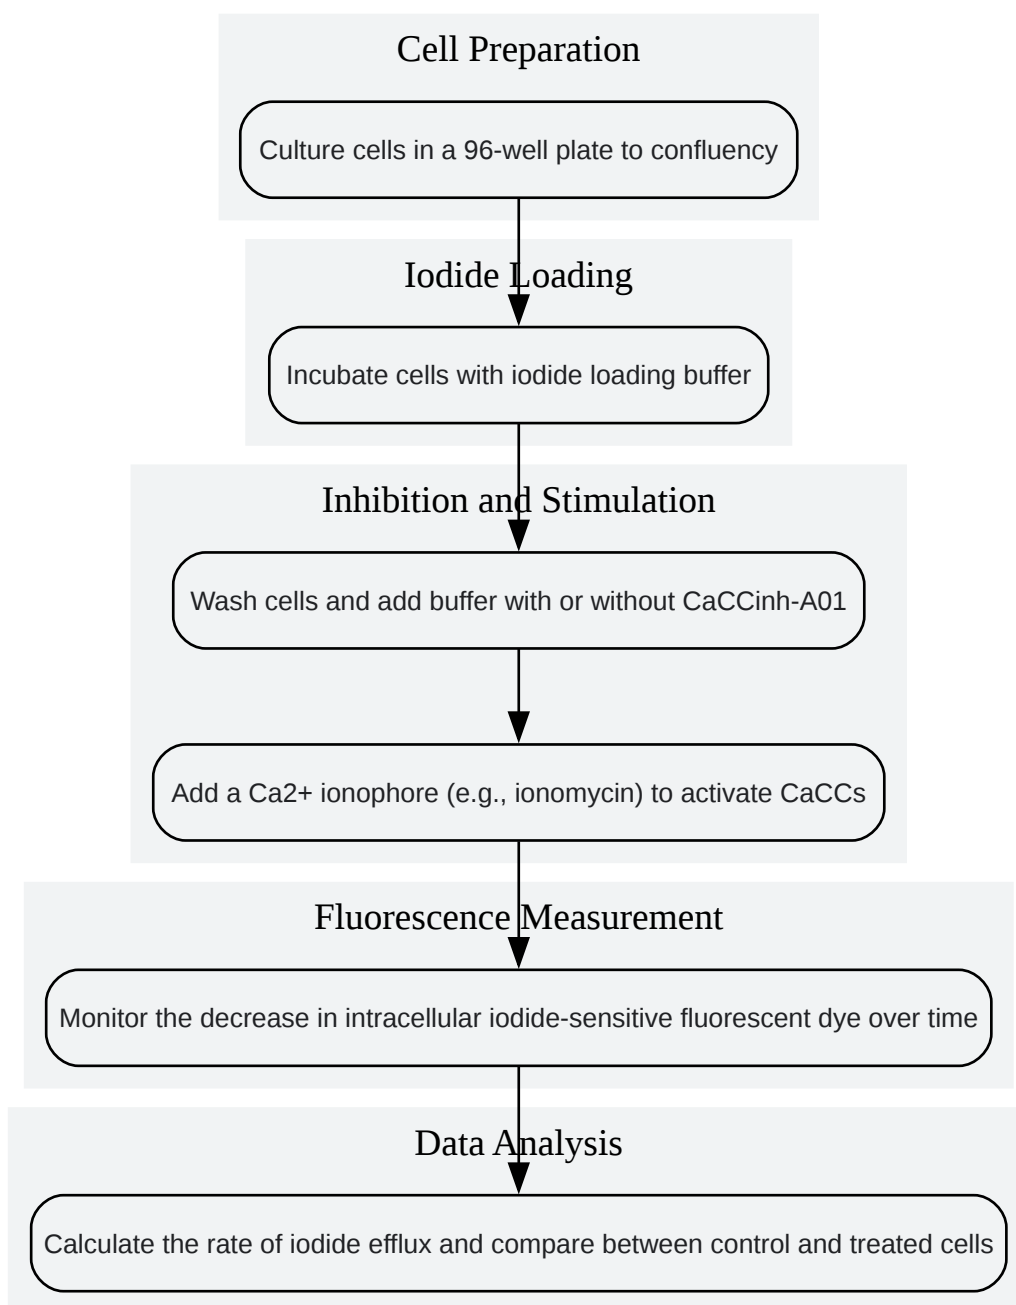 Cell Preparation
Culture cells in a 96-well plate to confluency
Iodide Loading
Incubate cells with iodide loading buffer
Inhibition and Stimulation
Wash cells and add buffer with or without CaCCinh-A01
Add a Ca2+ ionophore (e.g., ionomycin) to activate CaCCs
Fluorescence Measurement
Monitor the decrease in intracellular iodide-sensitive fluorescent dye over time
Data Analysis
Calculate the rate of iodide efflux and compare between control and treated cells